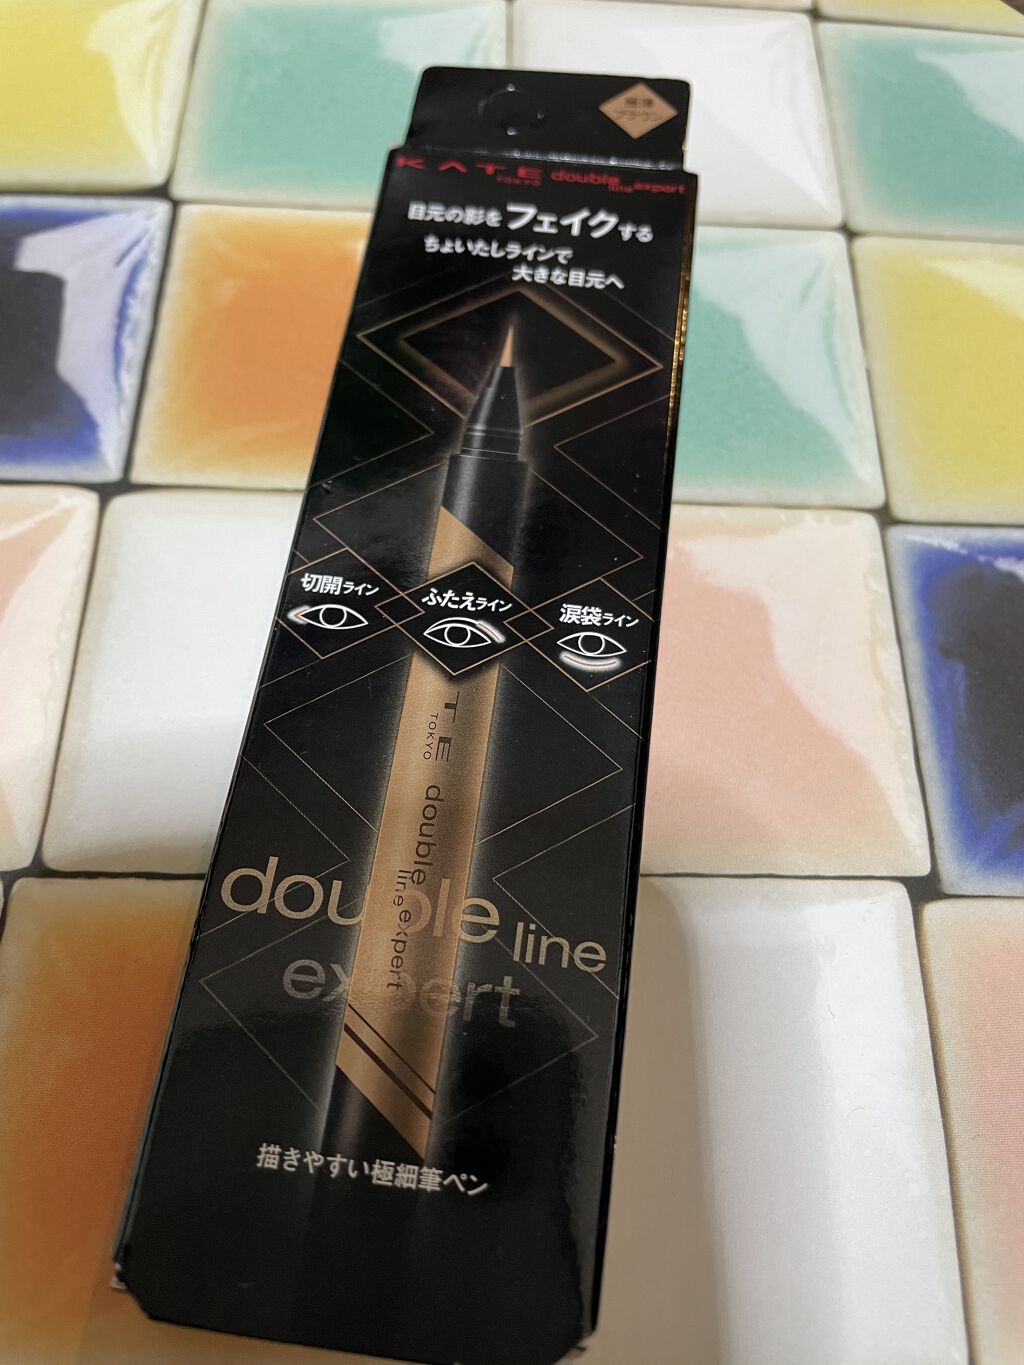 極薄
ブラウン
KATE
TOKYO
double
line expert
目元の影をフェイクする
ちょいたしラインで
大きな目元へ
切開ライン
ふたえライン
涙袋ライン
TE
TOKYO
double
line expert
double line
expert
描きやすい極細筆ペン